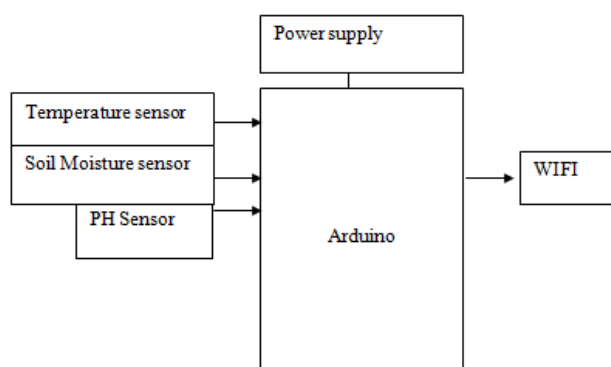 Power supply
Temperature sensor
Soil Moisture sensor
PH Sensor
Arduino
WIFI